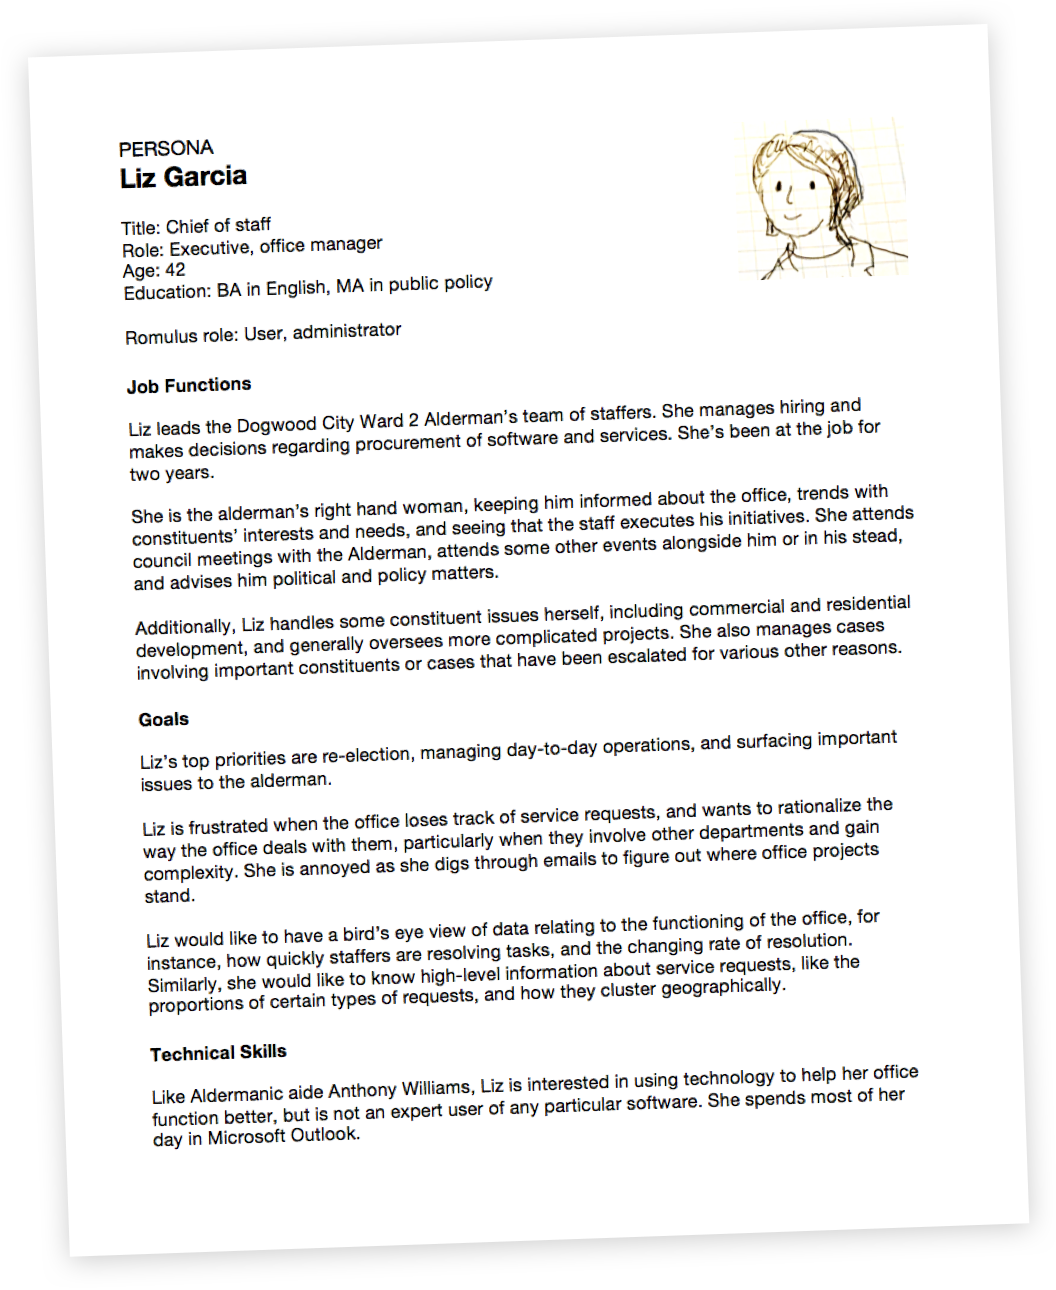 PERSONA
Liz Garcia
Title: Chief of staff
Role: Executive, office manager
Age: 42
Education: BA in English, MA in public policy
Romulus role: User, administrator
Job Functions
Liz leads the Dogwood City Ward 2 Alderman's team of staffers. She manages hiring and
makes decisions regarding procurement of software and services. She's been at the job for
two years.
She is the alderman's right hand woman, keeping him informed about the office, trends with
constituents' interests and needs, and seeing that the staff executes his initiatives. She attends
council meetings with the Alderman, attends some other events alongside him or in his stead,
and advises him political and policy matters.
Additionally, Liz handles some constituent issues herself, including commercial and residential
development, and generally oversees more complicated projects. She also manages cases
involving important constituents or cases that have been escalated for various other reasons.
Goals
Liz's top priorities are re-election, managing day-to-day operations, and surfacing important
issues to the alderman.
Liz is frustrated when the office loses track of service requests, and wants to rationalize the
way the office deals with them, particularly when they involve other departments and gain
complexity. She is annoyed as she digs through emails to figure out where office projects
stand.
Liz would like to have a bird's eye view of data relating to the functioning of the office, for
instance, how quickly staffers are resolving tasks, and the changing rate of resolution.
Similarly, she would like to know high-level information about service requests, like the
proportions of certain types of requests, and how they cluster geographically.
Technical Skills
Like Aldermanic aide Anthony Williams, Liz is interested in using technology to help her office
function better, but is not an expert user of any particular software. She spends most of her
day in Microsoft Outlook.